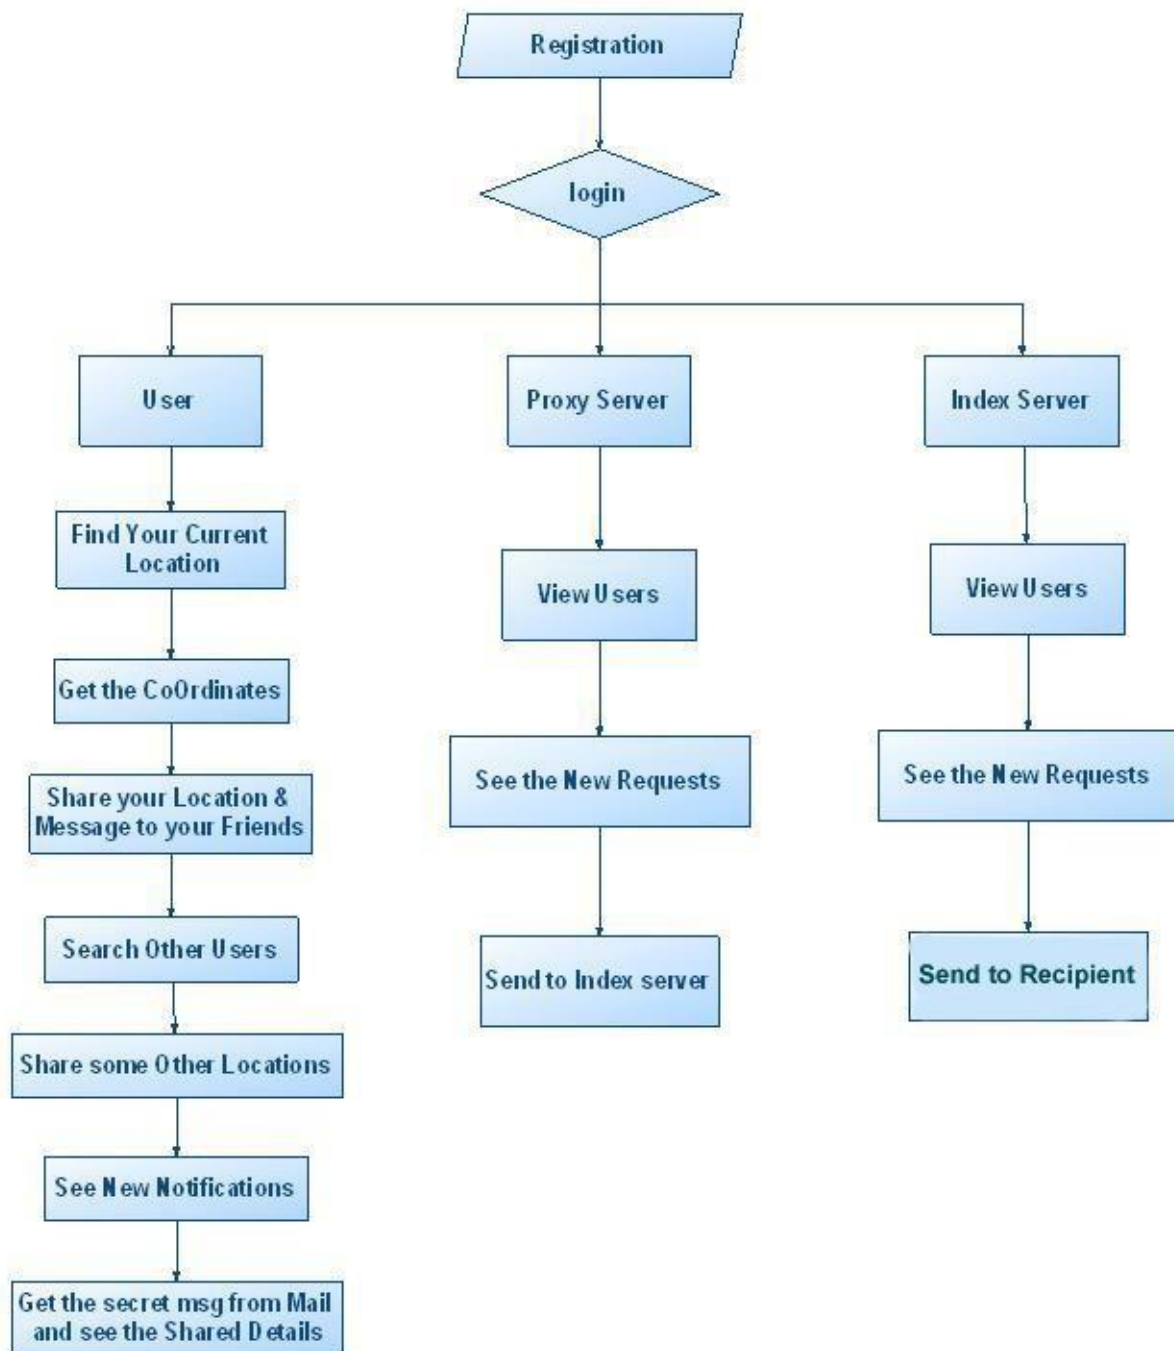 Registration
login
User
Proxy Server
Index Server
Find Your Current
Location
View Users
View Users
Get the CoOrdinates
See the New Requests
See the New Requests
Share your Location &
Message to your Friends
Search Other Users
Send to Index server
Send to Recipient
Share some Other Locations
See New Notifications
Get the secret msg from Mail
and see the Shared Details